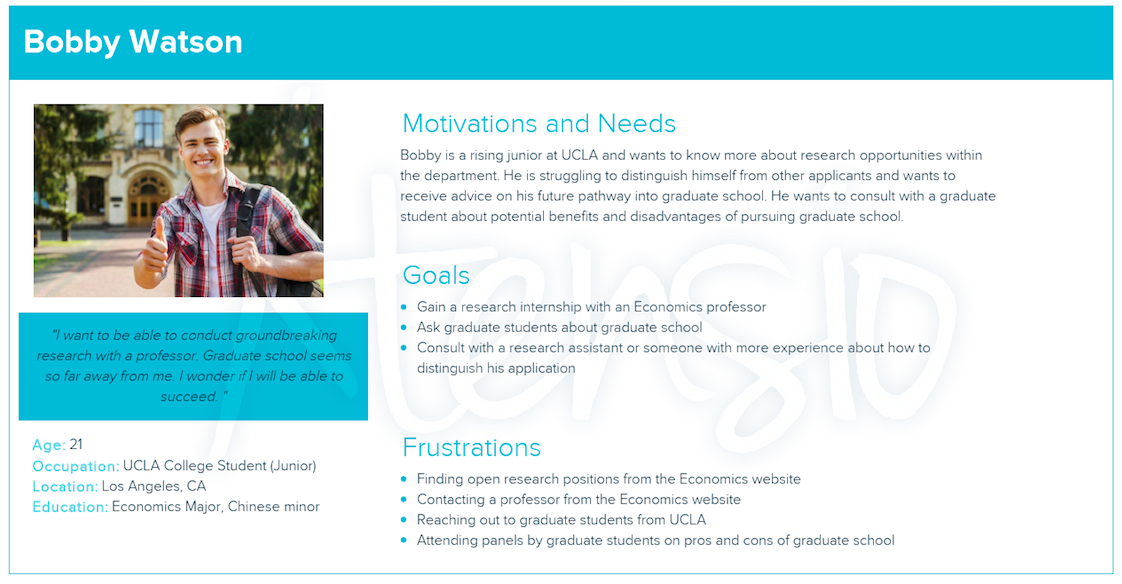 Bobby Watson
Motivations and Needs
Bobby is a rising junior at UCLA and wants to know more about research opportunities within
the department. He is struggling to distinguish himself from other applicants and wants to
receive advice on his future pathway into graduate school. He wants to consult with a graduate
student about potential benefits and disadvantages of pursuing graduate school.
Goals
• Gain a research internship with an Economics professor
• Ask graduate students about graduate school
• Consult with a research assistant or someone with more experience about how to
distinguish his application
Frustrations
• Finding open research positions from the Economics website
• Contacting a professor from the Economics website
• Reaching out to graduate students from UCLA
• Attending panels by graduate students on pros and cons of graduate school
"I want to be able to conduct groundbreaking
research with a professor. Graduate school seems
so far away from me. I wonder if I will be able to
succeed. "
Age: 21
Occupation: UCLA College Student (Junior)
Location: Los Angeles, CA
Education: Economics Major, Chinese minor
xtensio